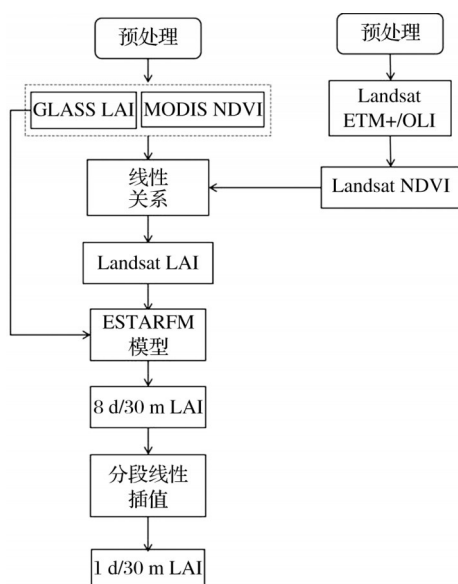 预处理
预处理
GLASS LAI
MODIS NDVI
Landsat
ETM+/OLI
线性
关系
Landsat NDVI
Landsat LAI
ESTARFM
模型
8 d/30 m LAI
分段线性
插值
1 d/30 m LAI